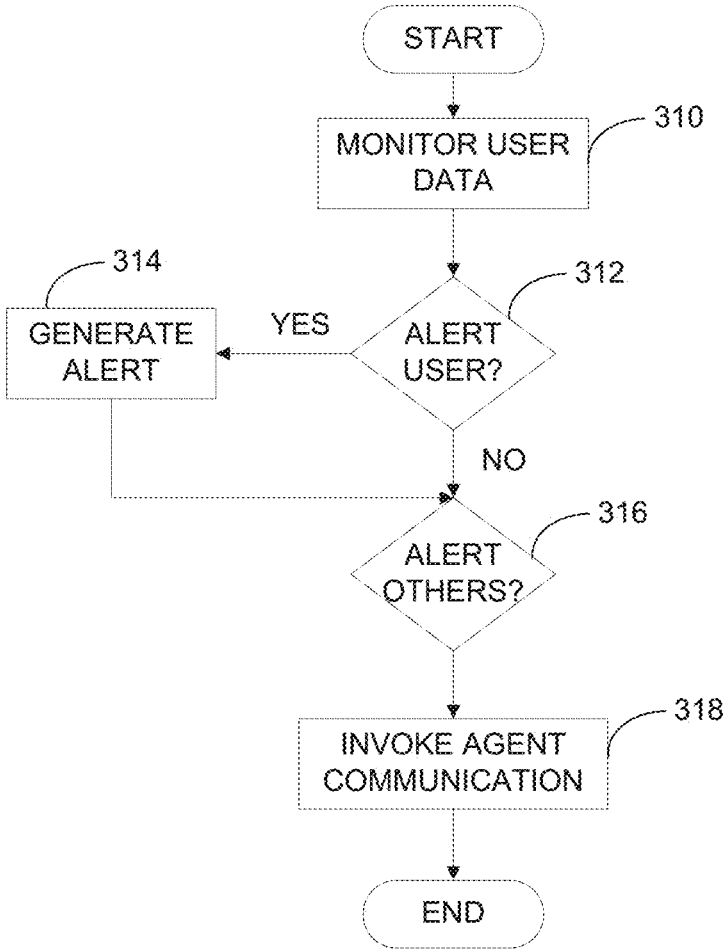 START
310
MONITOR USER
DATA
314
312
GENERATE
ALERT
YES
ALERT
USER?
NO
316
ALERT
OTHERS?
318
INVOKE AGENT
COMMUNICATION
END